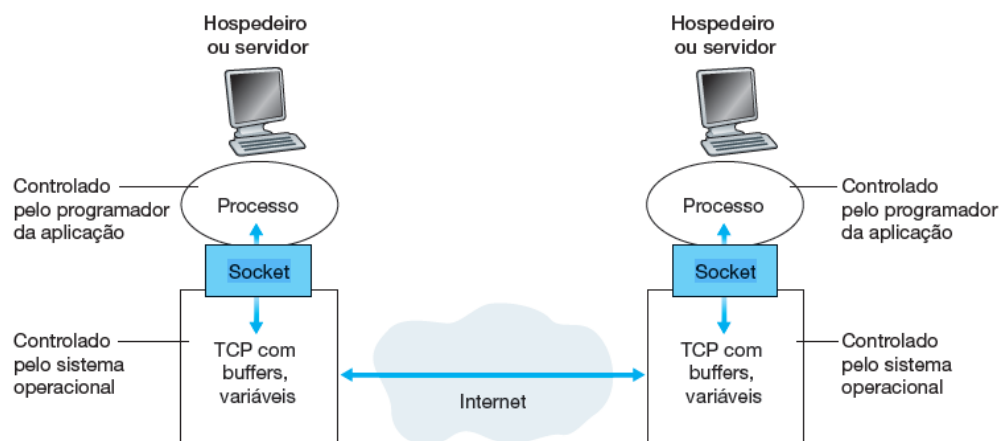 Hospedeiro
ou servidor
Hospedeiro
ou servidor
Controlado
pelo programador
da aplicação
Processo
Processo
Controlado
pelo programador
da aplicação
Socket
Socket
Controlado
pelo sistema
operacional
TCP com
buffers,
variáveis
Internet
TCP com
buffers,
variáveis
Controlado
pelo sistema
operacional